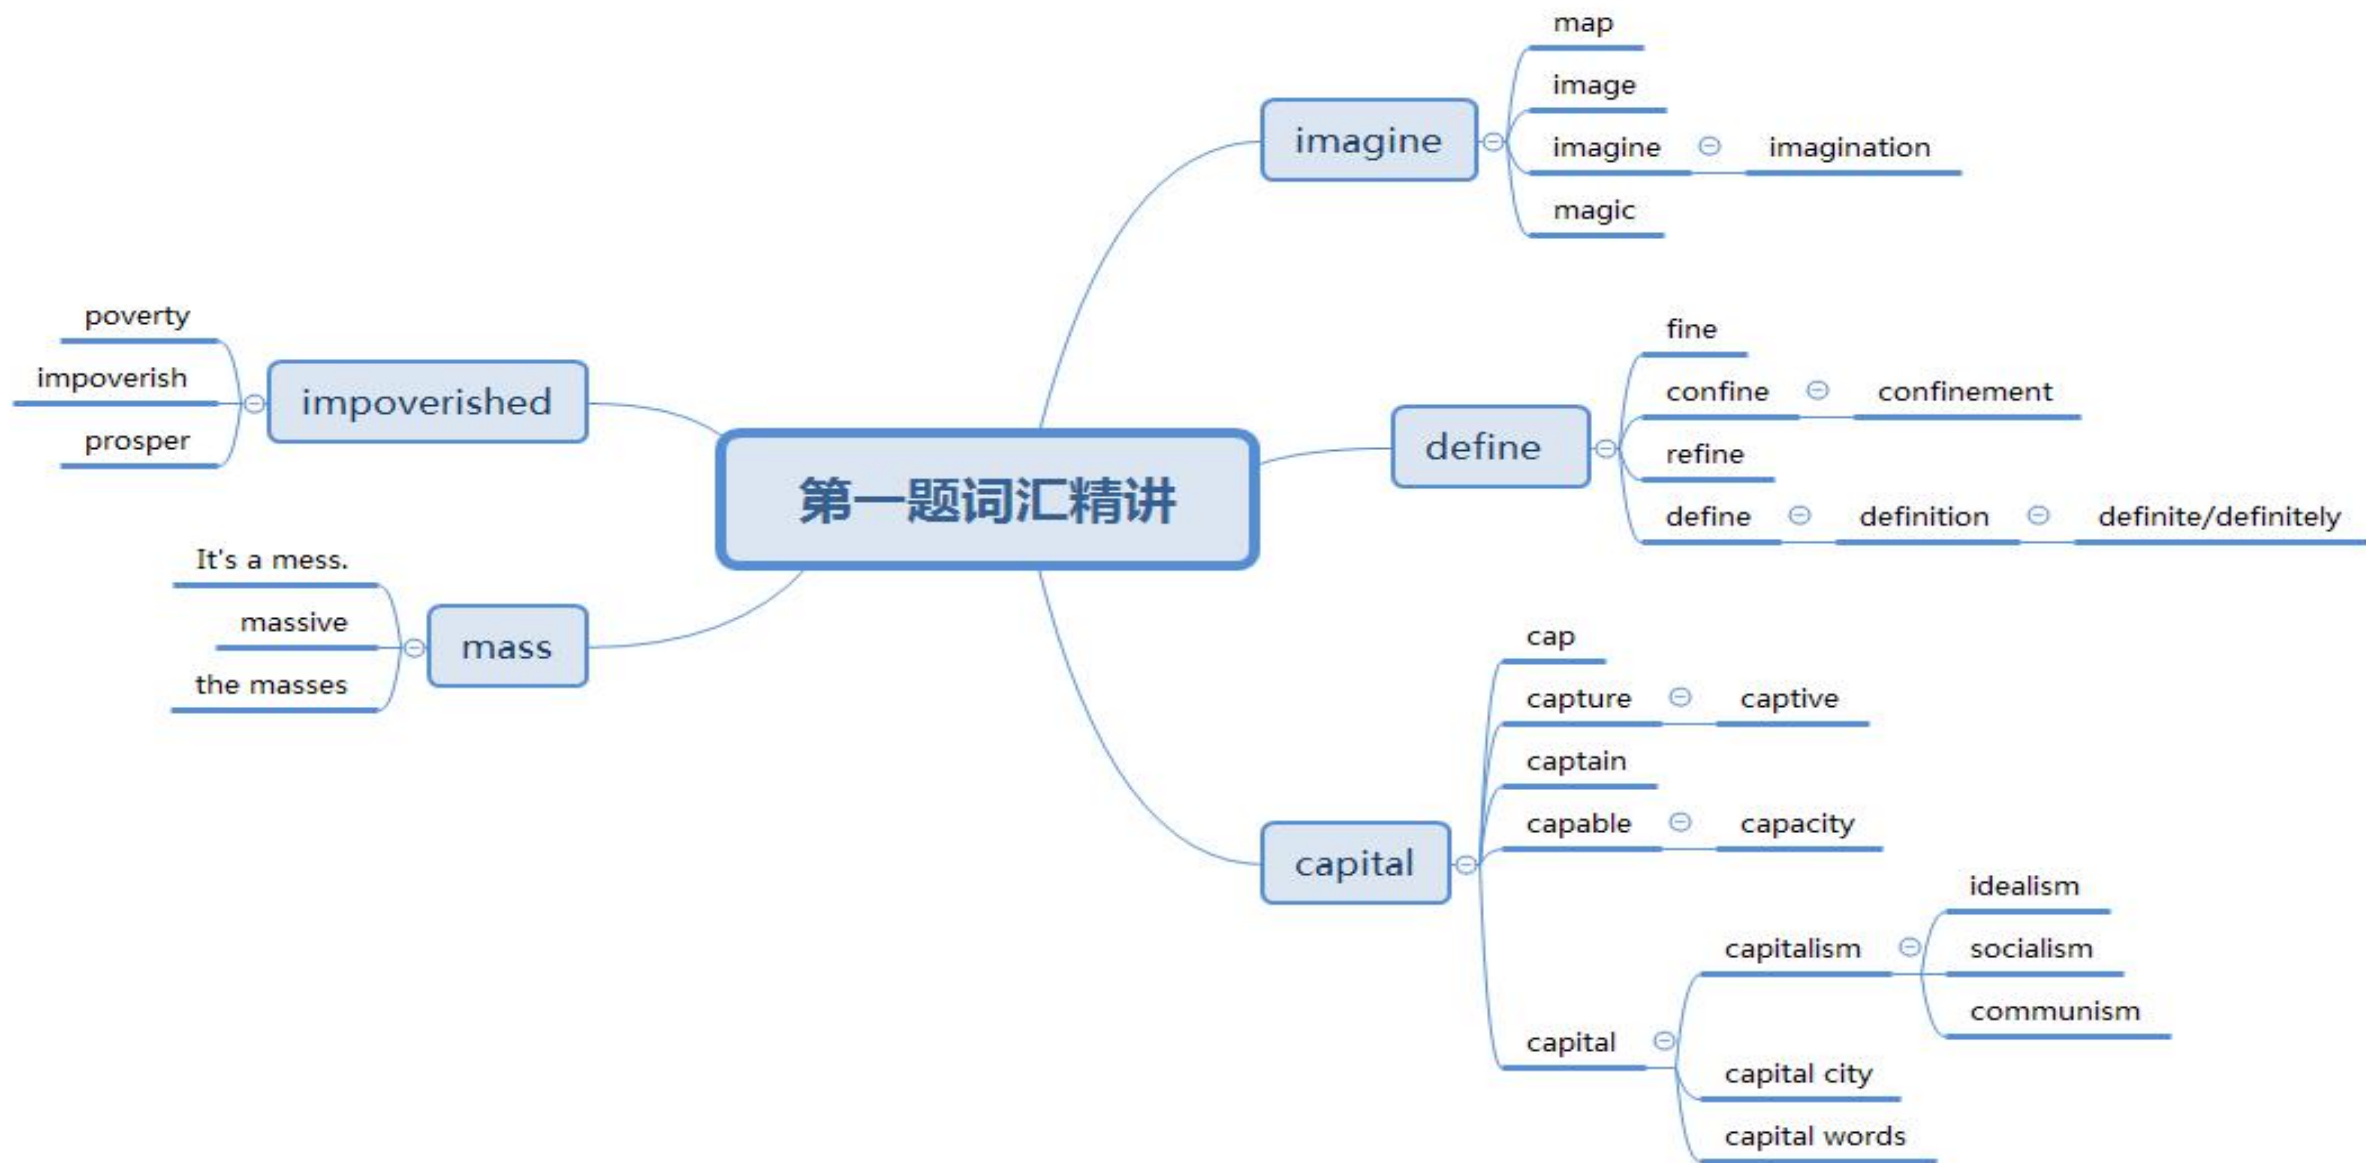 第一题词汇精讲
imagine
map
image
imagine
imagination
magic
define
fine
confine
confinement
refine
define
definition
definite/definitely
capital
cap
capture
captive
captain
capable
capacity
capital
capitalism
idealism
socialism
communism
capital city
capital words
impoverished
poverty
impoverish
prosper
mass
It's a mess.
massive
the masses